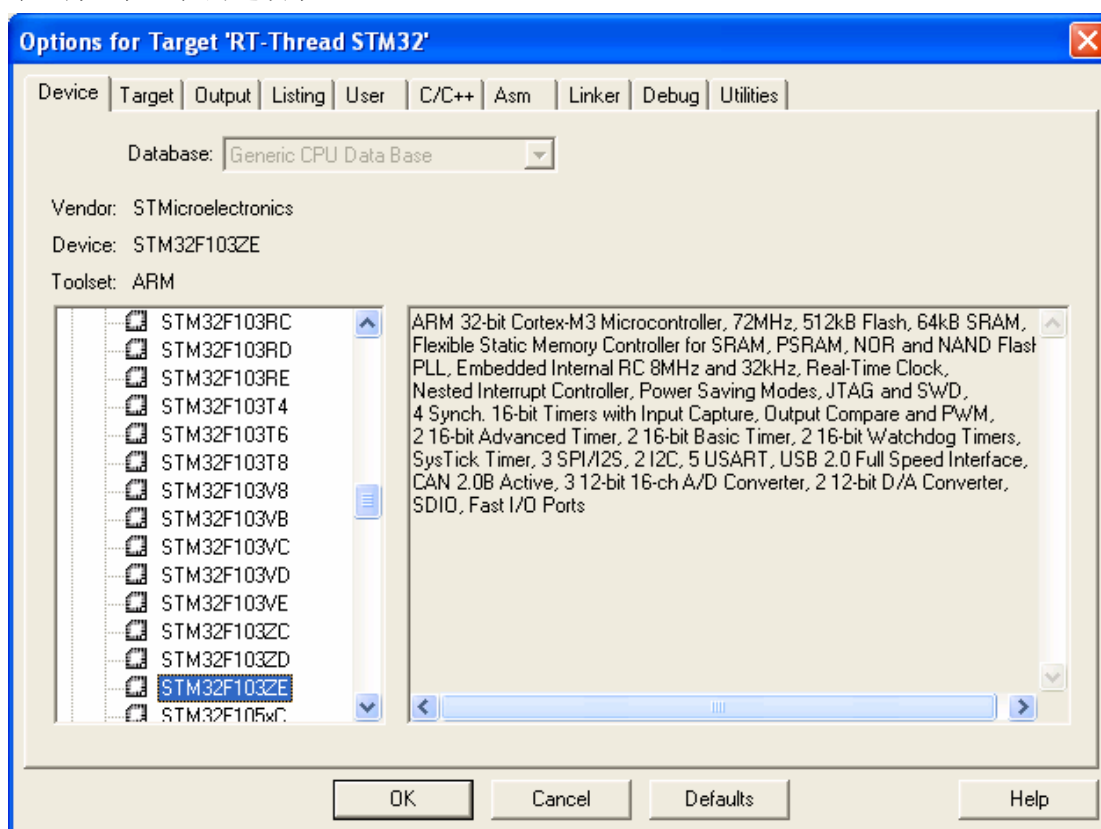 Options for Target 'RT-Thread STM32'
Device Target Output Listing User C/C++ Asm Linker Debug Utilities
Database: Generic CPU Data Base
Vendor: STMicroelectronics
Device: STM32F103ZE
Toolset: ARM
STM32F103RC
STM32F103RD
STM32F103RE
STM32F103T4
STM32F103T6
STM32F103T8
STM32F103V8
STM32F103VB
STM32F103VC
STM32F103VD
STM32F103VE
STM32F103ZC
STM32F103ZD
STM32F103ZE
STM32F105xC
ARM 32-bit Cortex-M3 Microcontroller, 72MHz, 512kB Flash, 64kB SRAM,
Flexible Static Memory Controller for SRAM, PSRAM, NOR and NAND Flash
PLL, Embedded Internal RC 8MHz and 32kHz, Real-Time Clock,
Nested Interrupt Controller, Power Saving Modes, JTAG and SWD,
4 Synch. 16-bit Timers with Input Capture, Output Compare and PWM,
2 16-bit Advanced Timer, 2 16-bit Basic Timer, 2 16-bit Watchdog Timers,
SysTick Timer, 3 SPI/I2S, 2 I2C, 5 USART, USB 2.0 Full Speed Interface,
CAN 2.0B Active, 3 12-bit 16-ch A/D Converter, 2 12-bit D/A Converter,
SDIO, Fast I/O Ports
OK Cancel Defaults Help